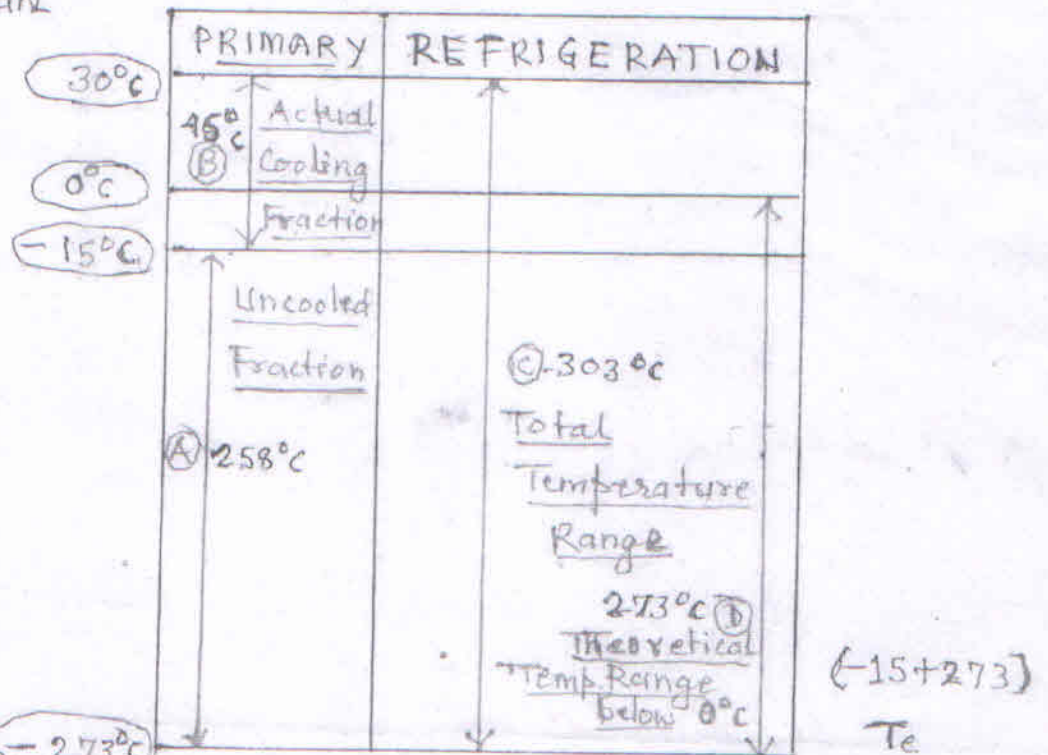 PRIMARY REFRIGERATION
30°C
45°C Actual
B Cooling
0°C
Fraction
-15°C
Uncooled
Fraction
C -303°C
Total
A 258°C
Temperature
Range
273°C D
Theoretical
Temp. Range
below 0°C
(-15+273)
Te
-273°C